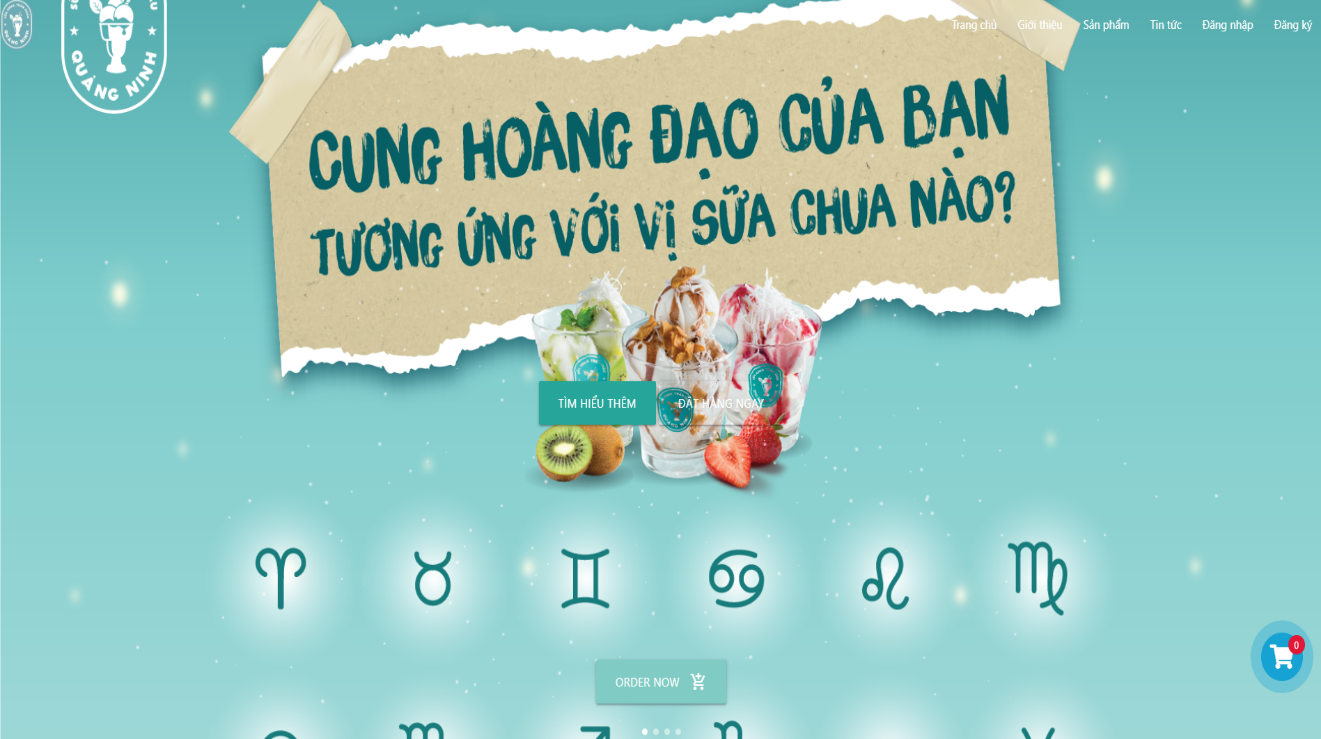 Trang chủ
Giới thiệu
Sản phẩm
Tin tức
Đăng nhập
Đăng ký
QUẢNG NINH
CUNG HOÀNG ĐẠO CỦA BẠN
TƯƠNG ỨNG VỚI VỊ SỮA CHUA NÀO?
TÌM HIỂU THÊM
ĐẶT HÀNG NGAY
0
ORDER NOW